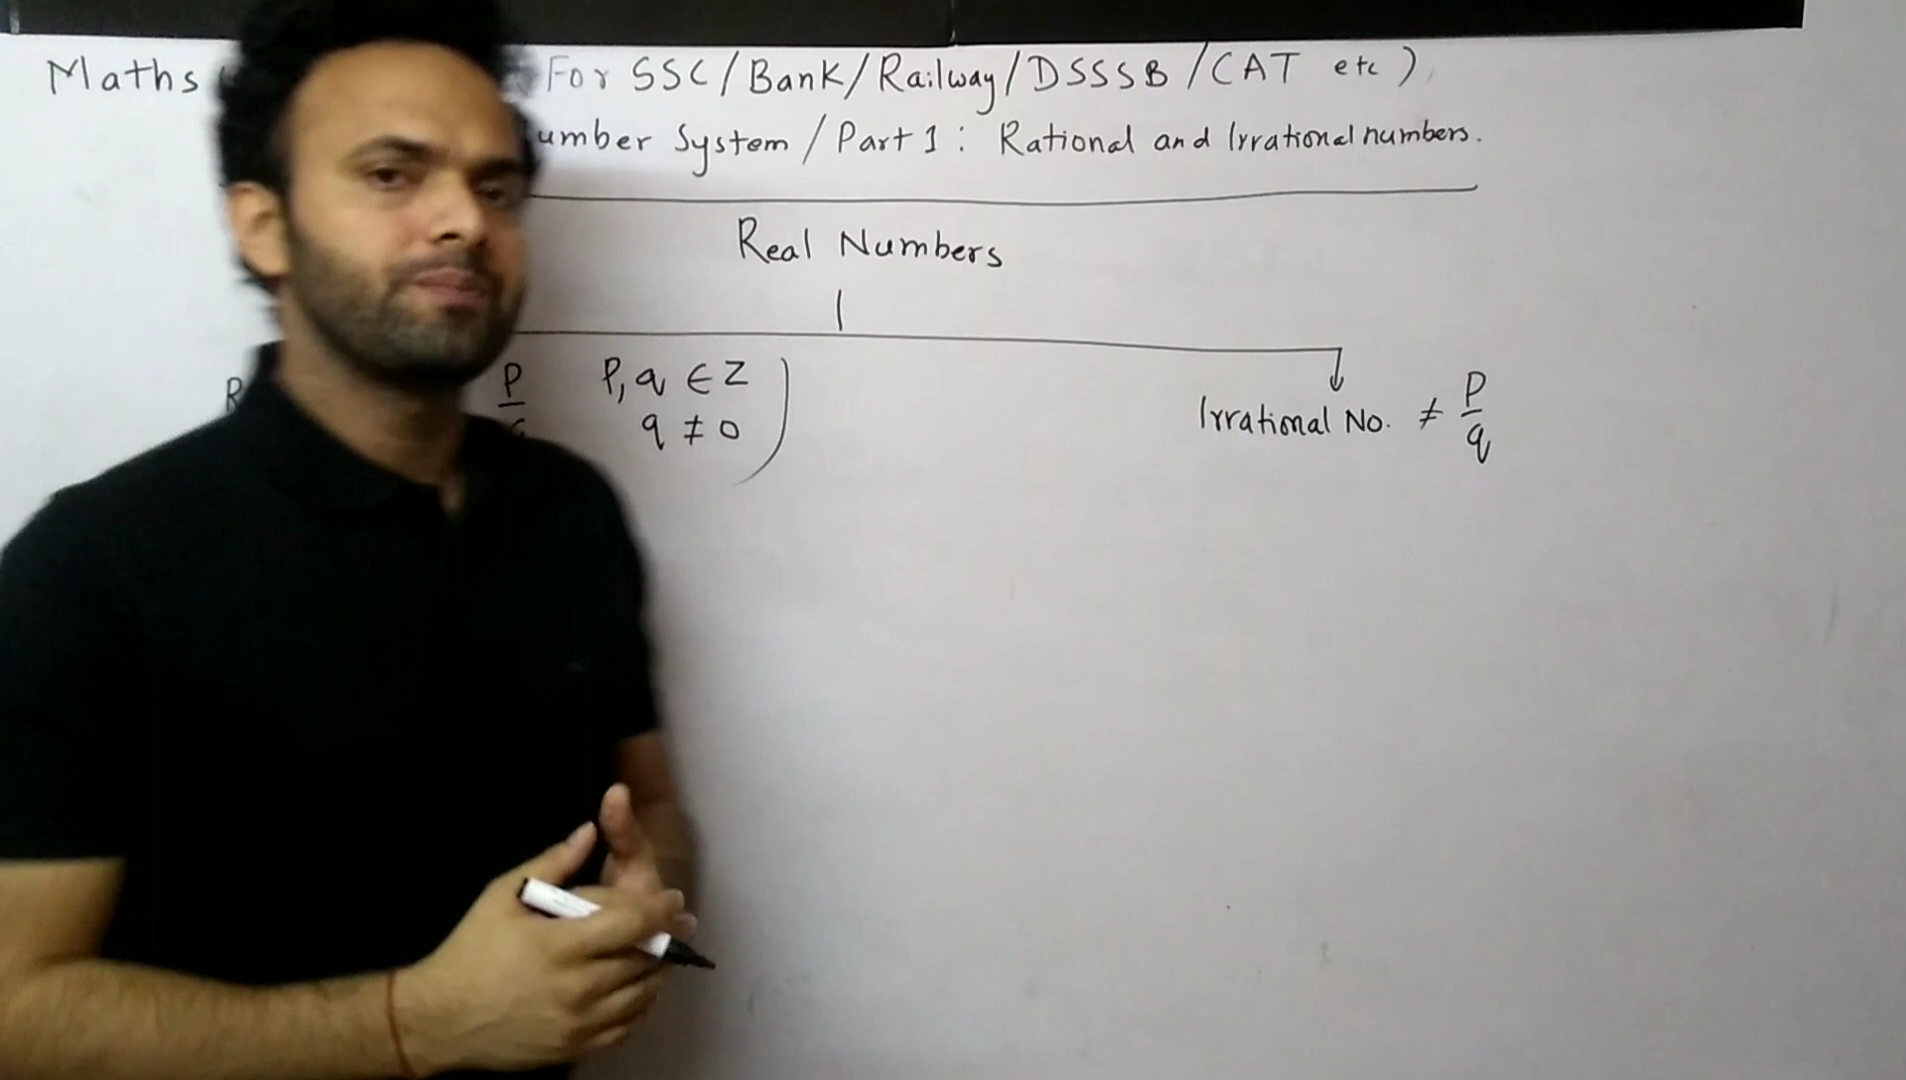 Maths For SSC/Bank/Railway/DSSSB/CAT etc)
umber System/Part 1: Rational and Irrational numbers.
Real Numbers
R P/q P, q ∈ Z
q ≠ 0)
Irrational No. ≠ P/q